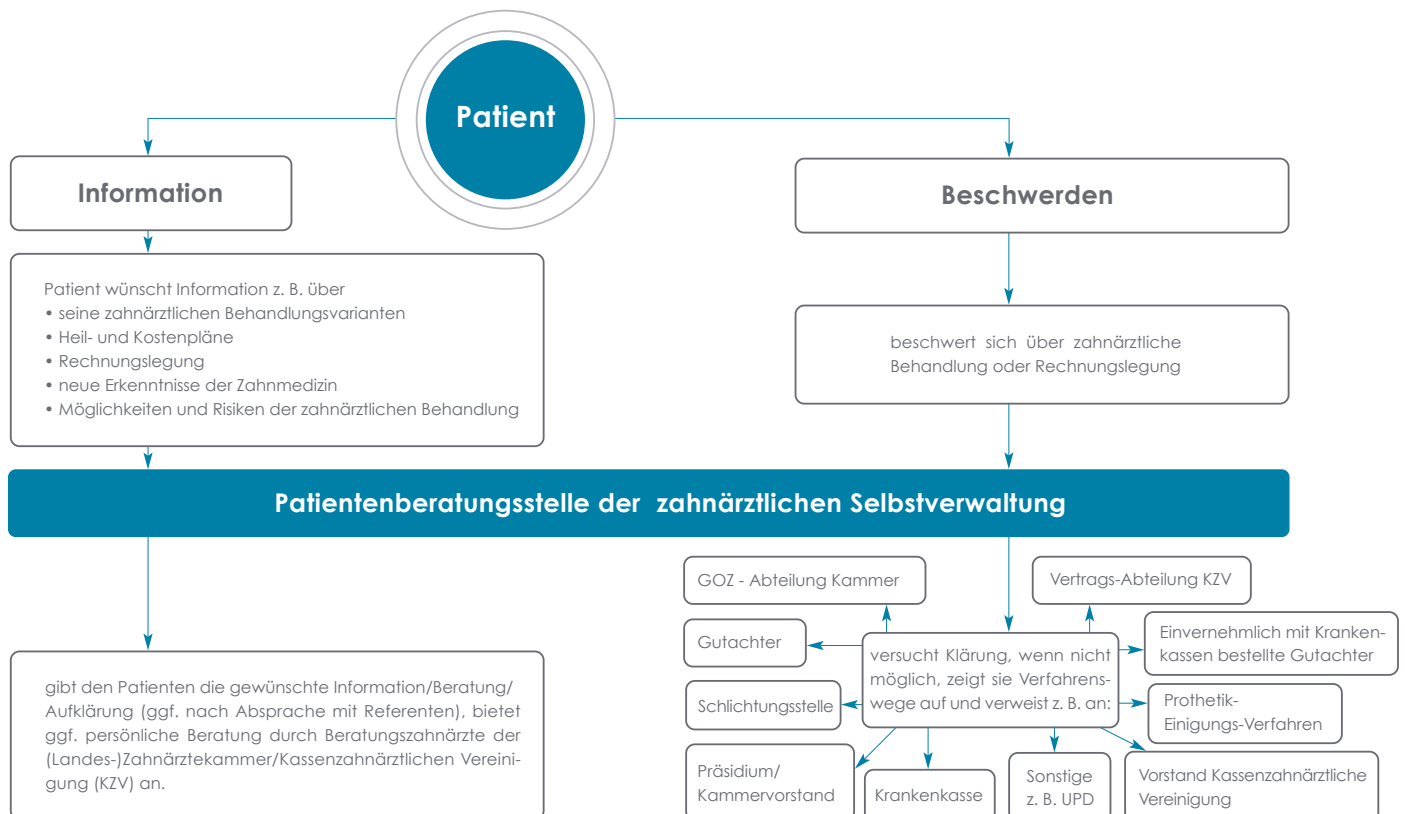 Patient
Information
Beschwerden
Patient wünscht Information z. B. über
• seine zahnärztlichen Behandlungsvarianten
• Heil- und Kostenpläne
• Rechnungslegung
• neue Erkenntnisse der Zahnmedizin
• Möglichkeiten und Risiken der zahnärztlichen Behandlung
beschwert sich über zahnärztliche
Behandlung oder Rechnungslegung
Patientenberatungsstelle der zahnärztlichen Selbstverwaltung
gibt den Patienten die gewünschte Information/Beratung/
Aufklärung (ggf. nach Absprache mit Referenten), bietet
ggf. persönliche Beratung durch Beratungszahnärzte der
(Landes-)Zahnärztekammer/Kassenzahnärztlichen Vereini-
gung (KZV) an.
versucht Klärung, wenn nicht
möglich, zeigt sie Verfahrens-
wege auf und verweist z. B. an:
GOZ - Abteilung Kammer
Gutachter
Schlichtungsstelle
Präsidium/
Kammervorstand
Krankenkasse
Sonstige
z. B. UPD
Vorstand Kassenzahnärztliche
Vereinigung
Prothetik-
Einigungs-Verfahren
Einvernehmlich mit Kranken-
kassen bestellte Gutachter
Vertrags-Abteilung KZV